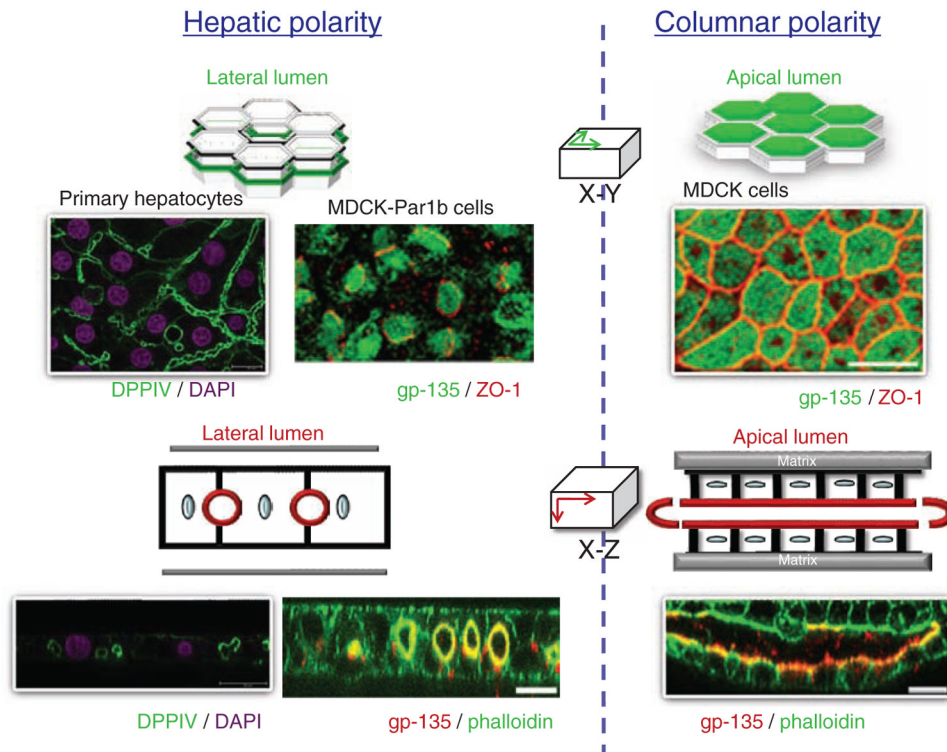 Hepatic polarity
Columnar polarity
Lateral lumen
Apical lumen
X-Y
Primary hepatocytes
MDCK-Par1b cells
MDCK cells
DPPIV / DAPI
gp-135 / ZO-1
gp-135 / ZO-1
Lateral lumen
Apical lumen
Matrix
X-Z
Matrix
DPPIV / DAPI
gp-135 / phalloidin
gp-135 / phalloidin